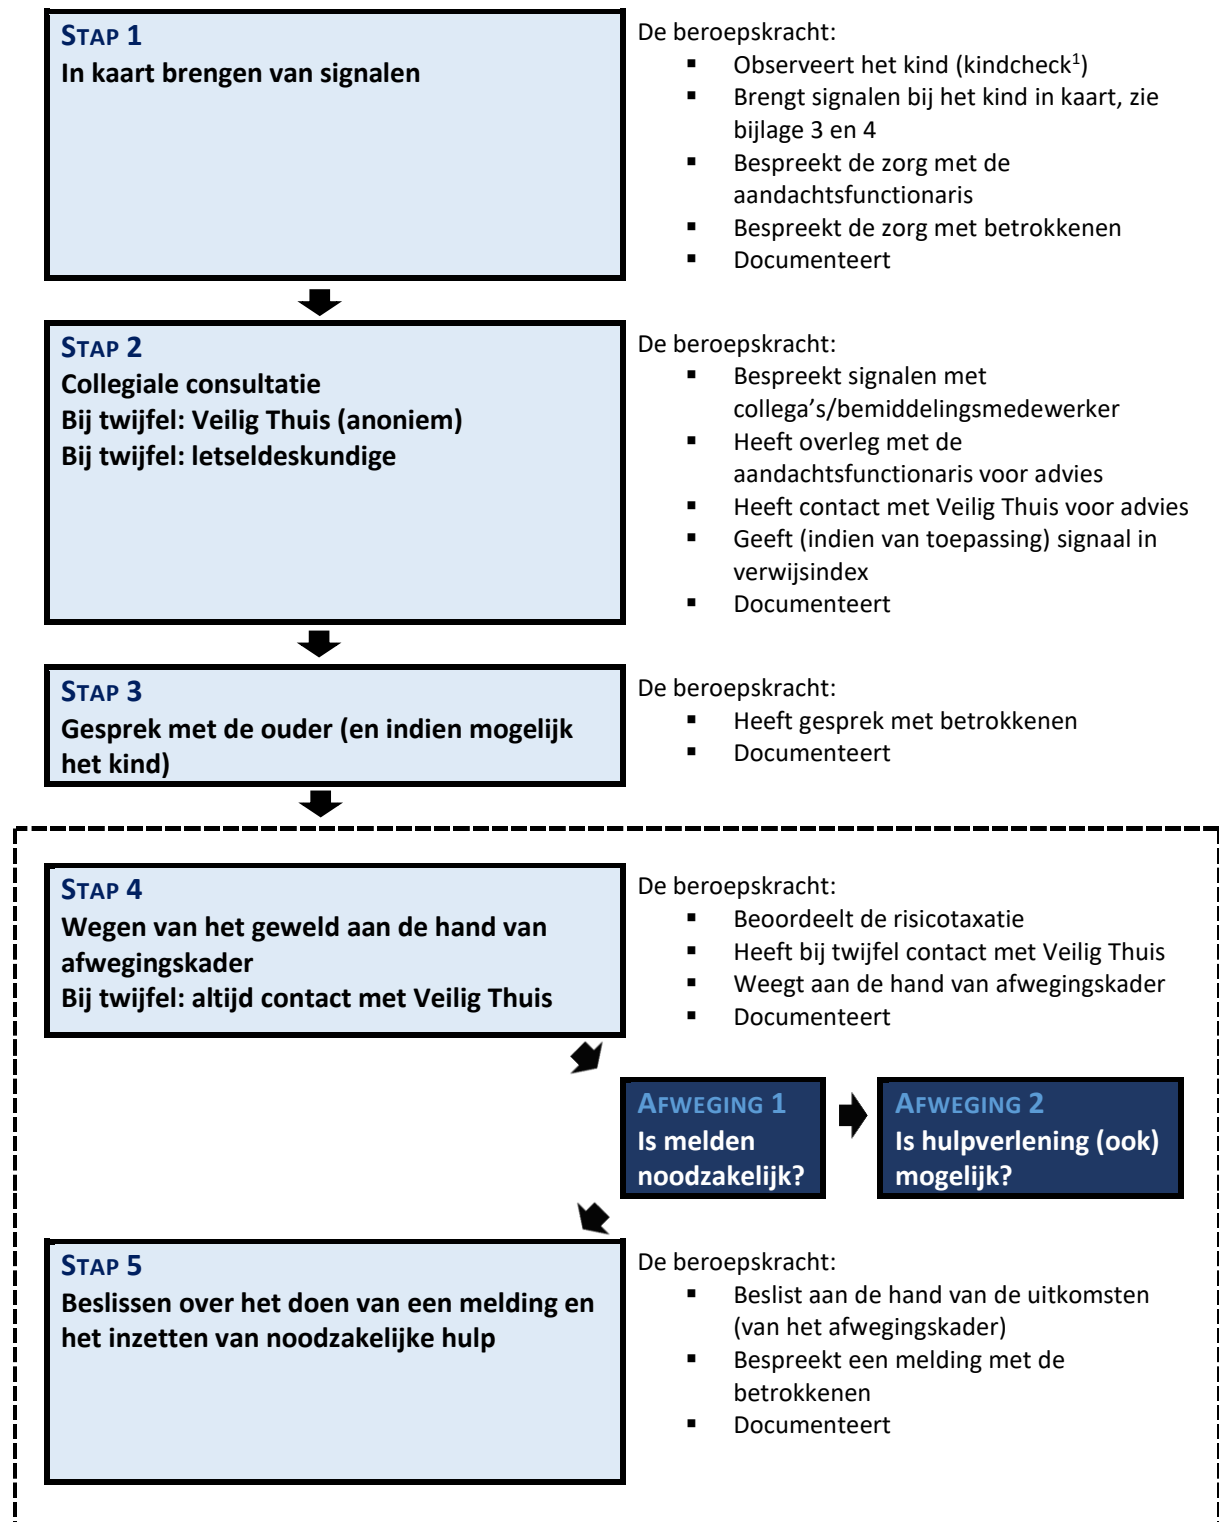 STAP 1
In kaart brengen van signalen
De beroepskracht:
▪ Observeert het kind (kindcheck¹)
▪ Brengt signalen bij het kind in kaart, zie
bijlage 3 en 4
▪ Bespreekt de zorg met de
aandachtsfunctionaris
▪ Bespreekt de zorg met betrokkenen
▪ Documenteert
STAP 2
Collegiale consultatie
Bij twijfel: Veilig Thuis (anoniem)
Bij twijfel: letseldeskundige
De beroepskracht:
▪ Bespreekt signalen met
collega’s/bemiddelingsmedewerker
▪ Heeft overleg met de
aandachtsfunctionaris voor advies
▪ Heeft contact met Veilig Thuis voor advies
▪ Geeft (indien van toepassing) signaal in
verwijsindex
▪ Documenteert
STAP 3
Gesprek met de ouder (en indien mogelijk
het kind)
De beroepskracht:
▪ Heeft gesprek met betrokkenen
▪ Documenteert
STAP 4
Wegen van het geweld aan de hand van
afwegingskader
Bij twijfel: altijd contact met Veilig Thuis
De beroepskracht:
▪ Beoordeelt de risicotaxatie
▪ Heeft bij twijfel contact met Veilig Thuis
▪ Weegt aan de hand van afwegingskader
▪ Documenteert
AFWEGING 1
Is melden
noodzakelijk?
AFWEGING 2
Is hulpverlening (ook)
mogelijk?
STAP 5
Beslissen over het doen van een melding en
het inzetten van noodzakelijke hulp
De beroepskracht:
▪ Beslist aan de hand van de uitkomsten
(van het afwegingskader)
▪ Bespreekt een melding met de
betrokkenen
▪ Documenteert